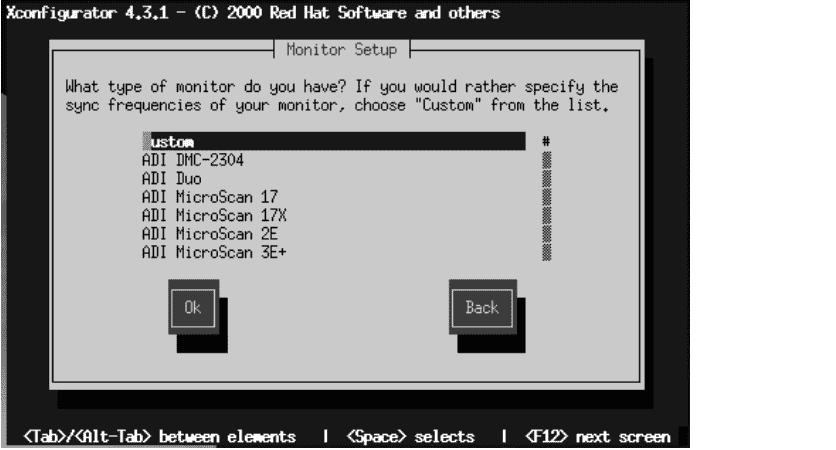 Xconfigurator 4.3.1 - (C) 2000 Red Hat Software and others
Monitor Setup
What type of monitor do you have? If you would rather specify the
sync frequencies of your monitor, choose "Custom" from the list.
ustom #
ADI DMC-2304
ADI Duo
ADI MicroScan 17
ADI MicroScan 17X
ADI MicroScan 2E
ADI MicroScan 3E+
Ok Back
<Tab>/<Alt-Tab> between elements | <Space> selects | <F12> next screen